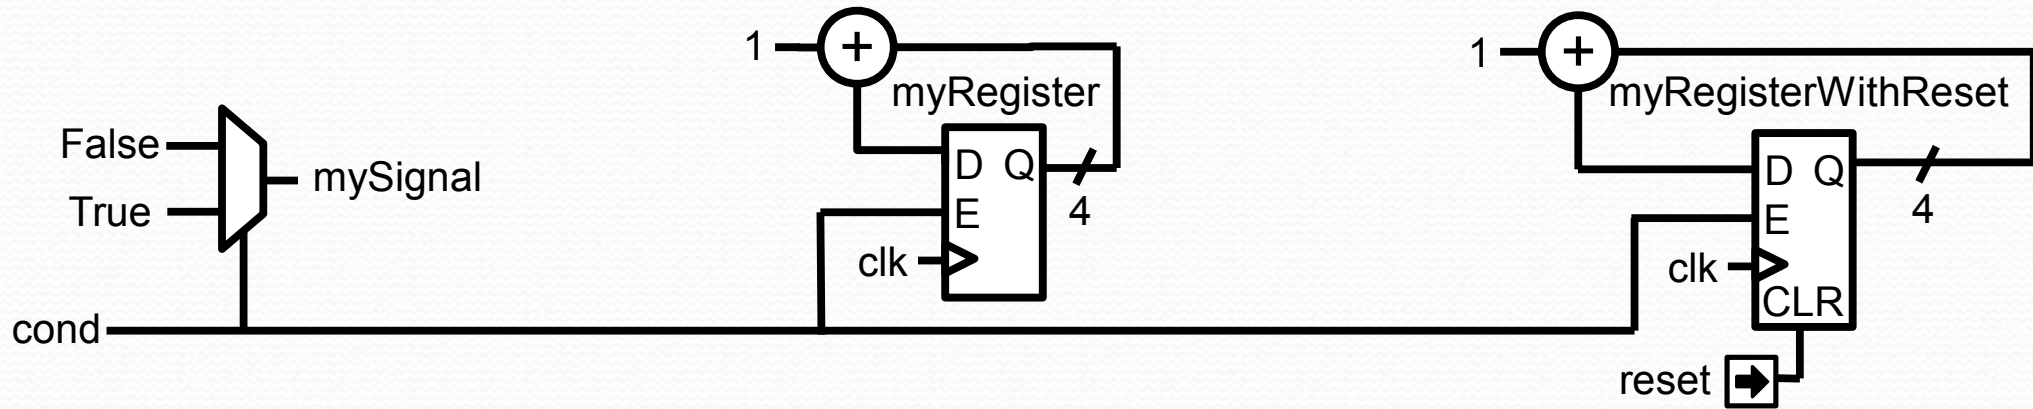 1
+
myRegister
D Q
E
clk
4
1
+
myRegisterWithReset
D Q
E
clk
CLR
4
reset
False
True
mySignal
cond